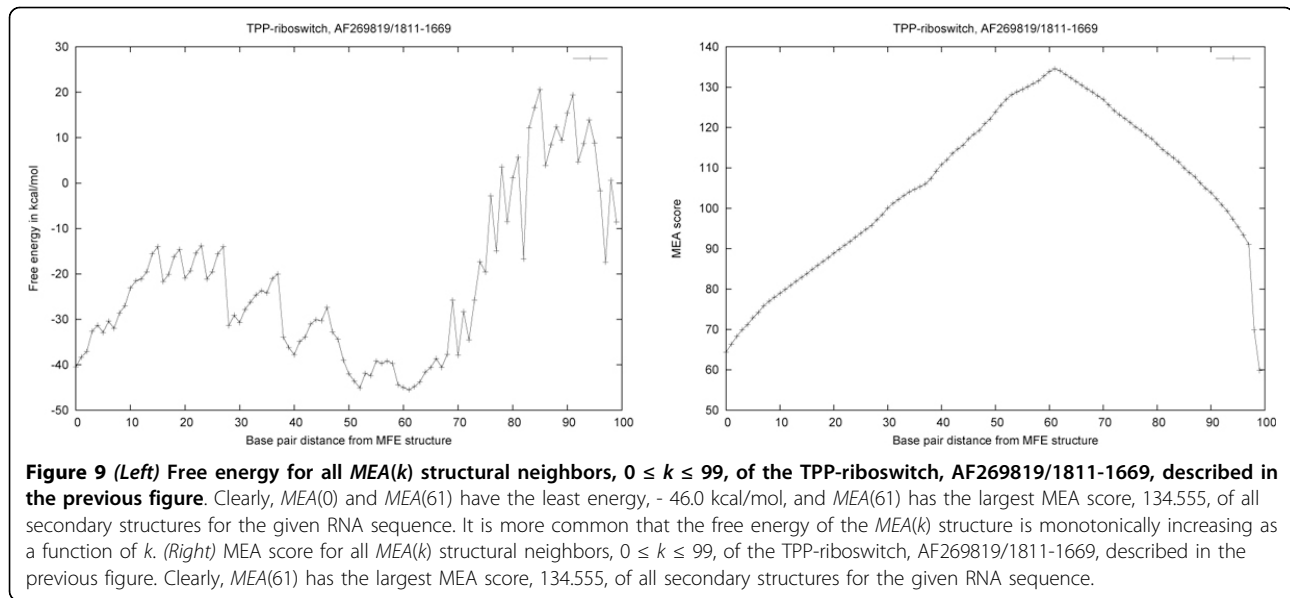 TPP-riboswitch, AF269819/1811-1669
30
20
10
0
-10
-20
-30
-40
-50
Free energy in kcal/mol
0 10 20 30 40 50 60 70 80 90 100
Base pair distance from MFE structure
TPP-riboswitch, AF269819/1811-1669
140
130
120
110
100
90
80
70
60
50
MEA score
0 10 20 30 40 50 60 70 80 90 100
Base pair distance from MFE structure
Figure 9 (Left) Free energy for all MEA(k) structural neighbors, 0 ≤ k ≤ 99, of the TPP-riboswitch, AF269819/1811-1669, described in
the previous figure. Clearly, MEA(0) and MEA(61) have the least energy, - 46.0 kcal/mol, and MEA(61) has the largest MEA score, 134.555, of all
secondary structures for the given RNA sequence. It is more common that the free energy of the MEA(k) structure is monotonically increasing as
a function of k. (Right) MEA score for all MEA(k) structural neighbors, 0 ≤ k ≤ 99, of the TPP-riboswitch, AF269819/1811-1669, described in the
previous figure. Clearly, MEA(61) has the largest MEA score, 134.555, of all secondary structures for the given RNA sequence.